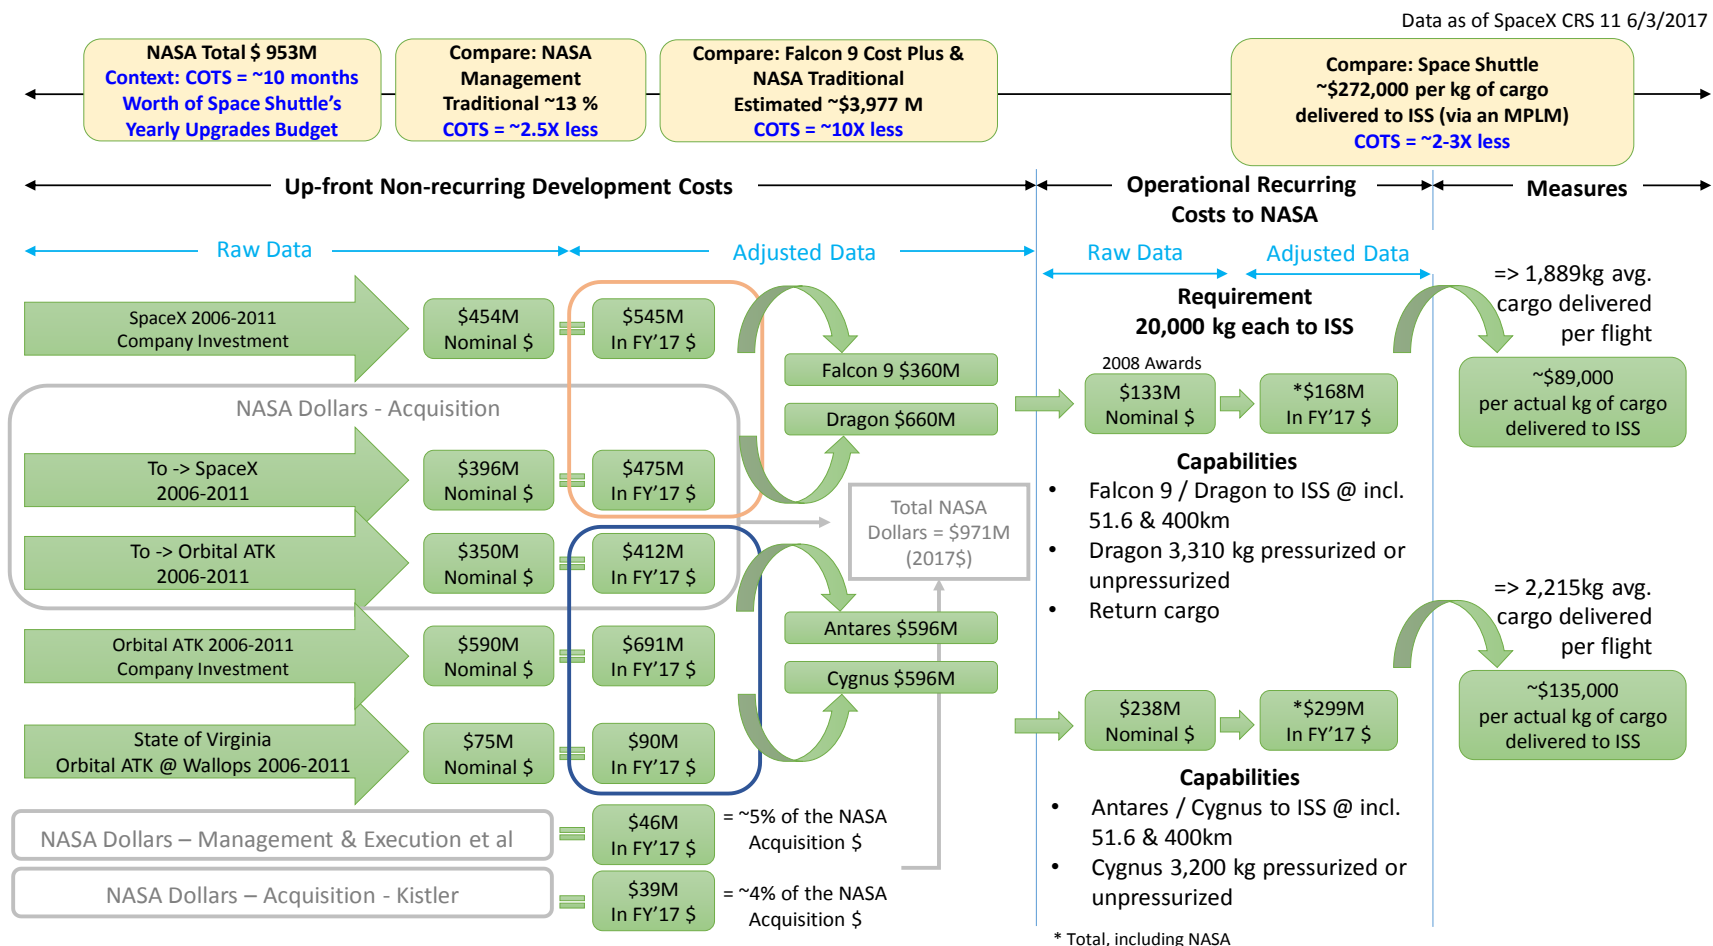 Data as of SpaceX CRS 11 6/3/2017
NASA Total $ 953M
Context: COTS = ~10 months
Worth of Space Shuttle's
Yearly Upgrades Budget
Compare: NASA
Management
Traditional ~13 %
COTS = ~2.5X less
Compare: Falcon 9 Cost Plus &
NASA Traditional
Estimated ~$3,977 M
COTS = ~10X less
Compare: Space Shuttle
~$272,000 per kg of cargo
delivered to ISS (via an MPLM)
COTS = ~2-3X less
Up-front Non-recurring Development Costs
Operational Recurring
Costs to NASA
Measures
Raw Data
Adjusted Data
Raw Data
Adjusted Data
SpaceX 2006-2011
Company Investment
$454M
Nominal $
$545M
In FY'17 $
Falcon 9 $360M
Dragon $660M
Requirement
20,000 kg each to ISS
2008 Awards
$133M
Nominal $
*$168M
In FY'17 $
=> 1,889kg avg.
cargo delivered
per flight
~$89,000
per actual kg of cargo
delivered to ISS
NASA Dollars - Acquisition
To -> SpaceX
2006-2011
$396M
Nominal $
$475M
In FY'17 $
To -> Orbital ATK
2006-2011
$350M
Nominal $
$412M
In FY'17 $
Total NASA
Dollars = $971M
(2017$)
Capabilities
• Falcon 9 / Dragon to ISS @ incl.
51.6 & 400km
• Dragon 3,310 kg pressurized or
unpressurized
• Return cargo
Orbital ATK 2006-2011
Company Investment
$590M
Nominal $
$691M
In FY'17 $
Antares $596M
Cygnus $596M
=> 2,215kg avg.
cargo delivered
per flight
State of Virginia
Orbital ATK @ Wallops 2006-2011
$75M
Nominal $
$90M
In FY'17 $
$238M
Nominal $
*$299M
In FY'17 $
~$135,000
per actual kg of cargo
delivered to ISS
Capabilities
• Antares / Cygnus to ISS @ incl.
51.6 & 400km
• Cygnus 3,200 kg pressurized or
unpressurized
NASA Dollars – Management & Execution et al
$46M
In FY'17 $
= ~5% of the NASA
Acquisition $
NASA Dollars – Acquisition - Kistler
$39M
In FY'17 $
= ~4% of the NASA
Acquisition $
* Total, including NASA